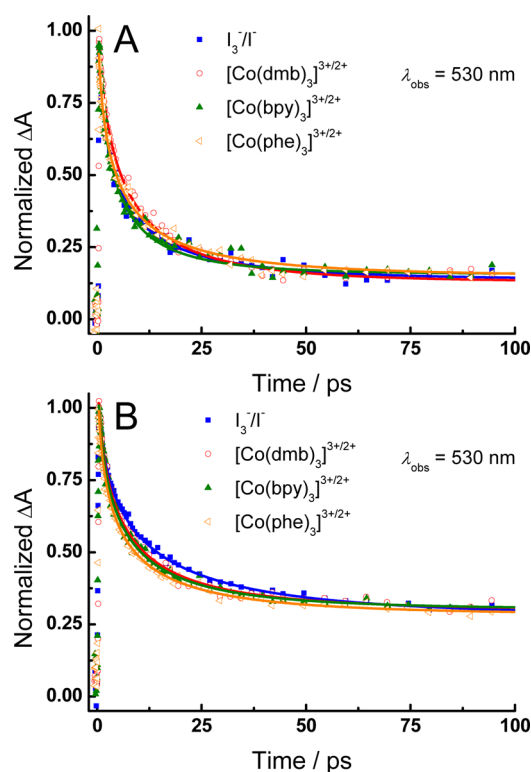 A
I₃⁻/I⁻
[Co(dmb)₃]³⁺/²⁺
λobs = 530 nm
[Co(bpy)₃]³⁺/²⁺
[Co(phe)₃]³⁺/²⁺
Normalized ΔA
1.00
0.75
0.50
0.25
0.00
0 25 50 75 100
Time / ps
B
I₃⁻/I⁻
[Co(dmb)₃]³⁺/²⁺
λobs = 530 nm
[Co(bpy)₃]³⁺/²⁺
[Co(phe)₃]³⁺/²⁺
Normalized ΔA
1.00
0.75
0.50
0.25
0.00
0 25 50 75 100
Time / ps